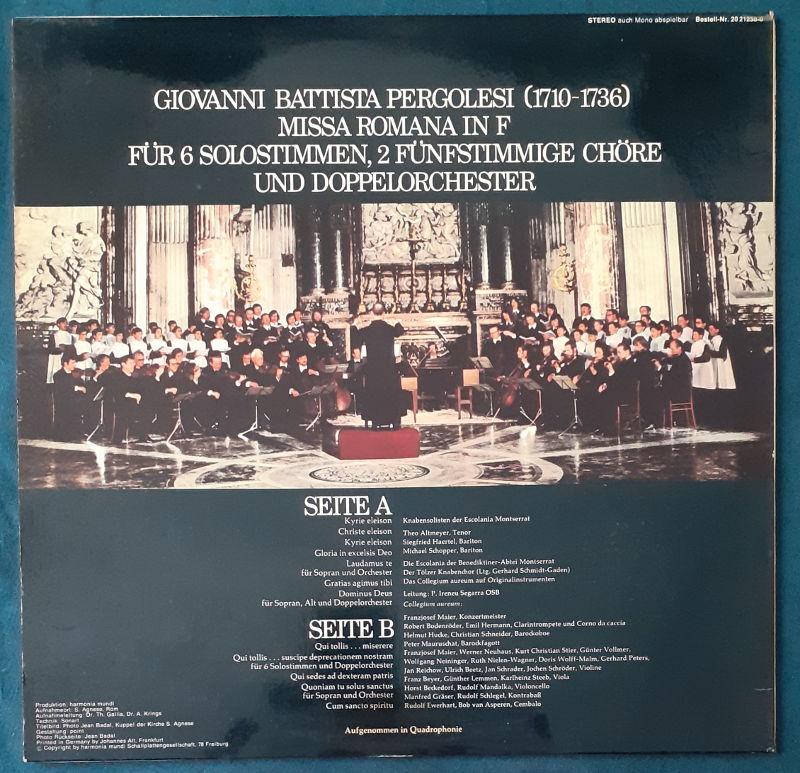 STEREO auch Mono abspielbar Bestell-Nr. 20 21238-0
GIOVANNI BATTISTA PERGOLESI (1710-1736)
MISSA ROMANA IN F
FÜR 6 SOLOSTIMMEN, 2 FÜNFSTIMMIGE CHÖRE
UND DOPPELORCHESTER
SEITE A
Kyrie eleison
Christe eleison
Kyrie eleison
Gloria in excelsis Deo
Laudamus te
für Sopran und Orchester
Gratias agimus tibi
Dominus Deus
für Sopran, Alt und Doppelorchester
SEITE B
Qui tollis ... miserere
Qui tollis ... suscipe deprecationem nostram
für 6 Solostimmen und Doppelorchester
Qui sedes ad dexteram patris
Quoniam tu solus sanctus
für Sopran und Orchester
Cum sancto spiritu
Knabensolisten der Escolania Montserrat
Theo Altmeyer, Tenor
Siegfried Haertel, Bariton
Michael Schopper, Bariton
Die Escolania der Benediktiner-Abtei Montserrat
Der Tölzer Knabenchor (Ltg. Gerhard Schmidt-Gaden)
Das Collegium aureum auf Originalinstrumenten
Leitung: P. Ireneu Segarra OSB
Collegium aureum:
Franzjosef Maier, Konzertmeister
Robert Bodenröder, Emil Hermann, Clarintrompete und Corno da caccia
Helmut Hucke, Christian Schneider, Barockoboe
Peter Mauruschat, Barockfagott
Franzjosef Maier, Werner Neuhaus, Kurt Christian Stier, Günter Vollmer,
Wolfgang Neininger, Ruth Nielen-Wagner, Doris Wolff-Malm, Gerhard Peters,
Jan Reichow, Ulrich Beetz, Jan Schrader, Jochen Schröder, Violine
Franz Beyer, Günther Lemmen, Karlheinz Steeb, Viola
Horst Beckedorf, Rudolf Mandalka, Violoncello
Manfred Gräser, Rudolf Schlegel, Kontrabaß
Rudolf Ewerhart, Bob van Asperen, Cembalo
Aufgenommen in Quadrophonie
Produktion: harmonia mundi
Aufnahmeort: S. Agnese, Rom
Aufnahmeleitung: Dr. Th. Gallia, Dr. A. Krings
Technik: Sonart
Titelbild: Photo Jean Badal, Kuppel der Kirche S. Agnese
Gestaltung: point
Photo Rückseite: Jean Badal
Printed in Germany by Johannes Alt, Frankfurt
© Copyright by harmonia mundi Schallplattengesellschaft, 78 Freiburg